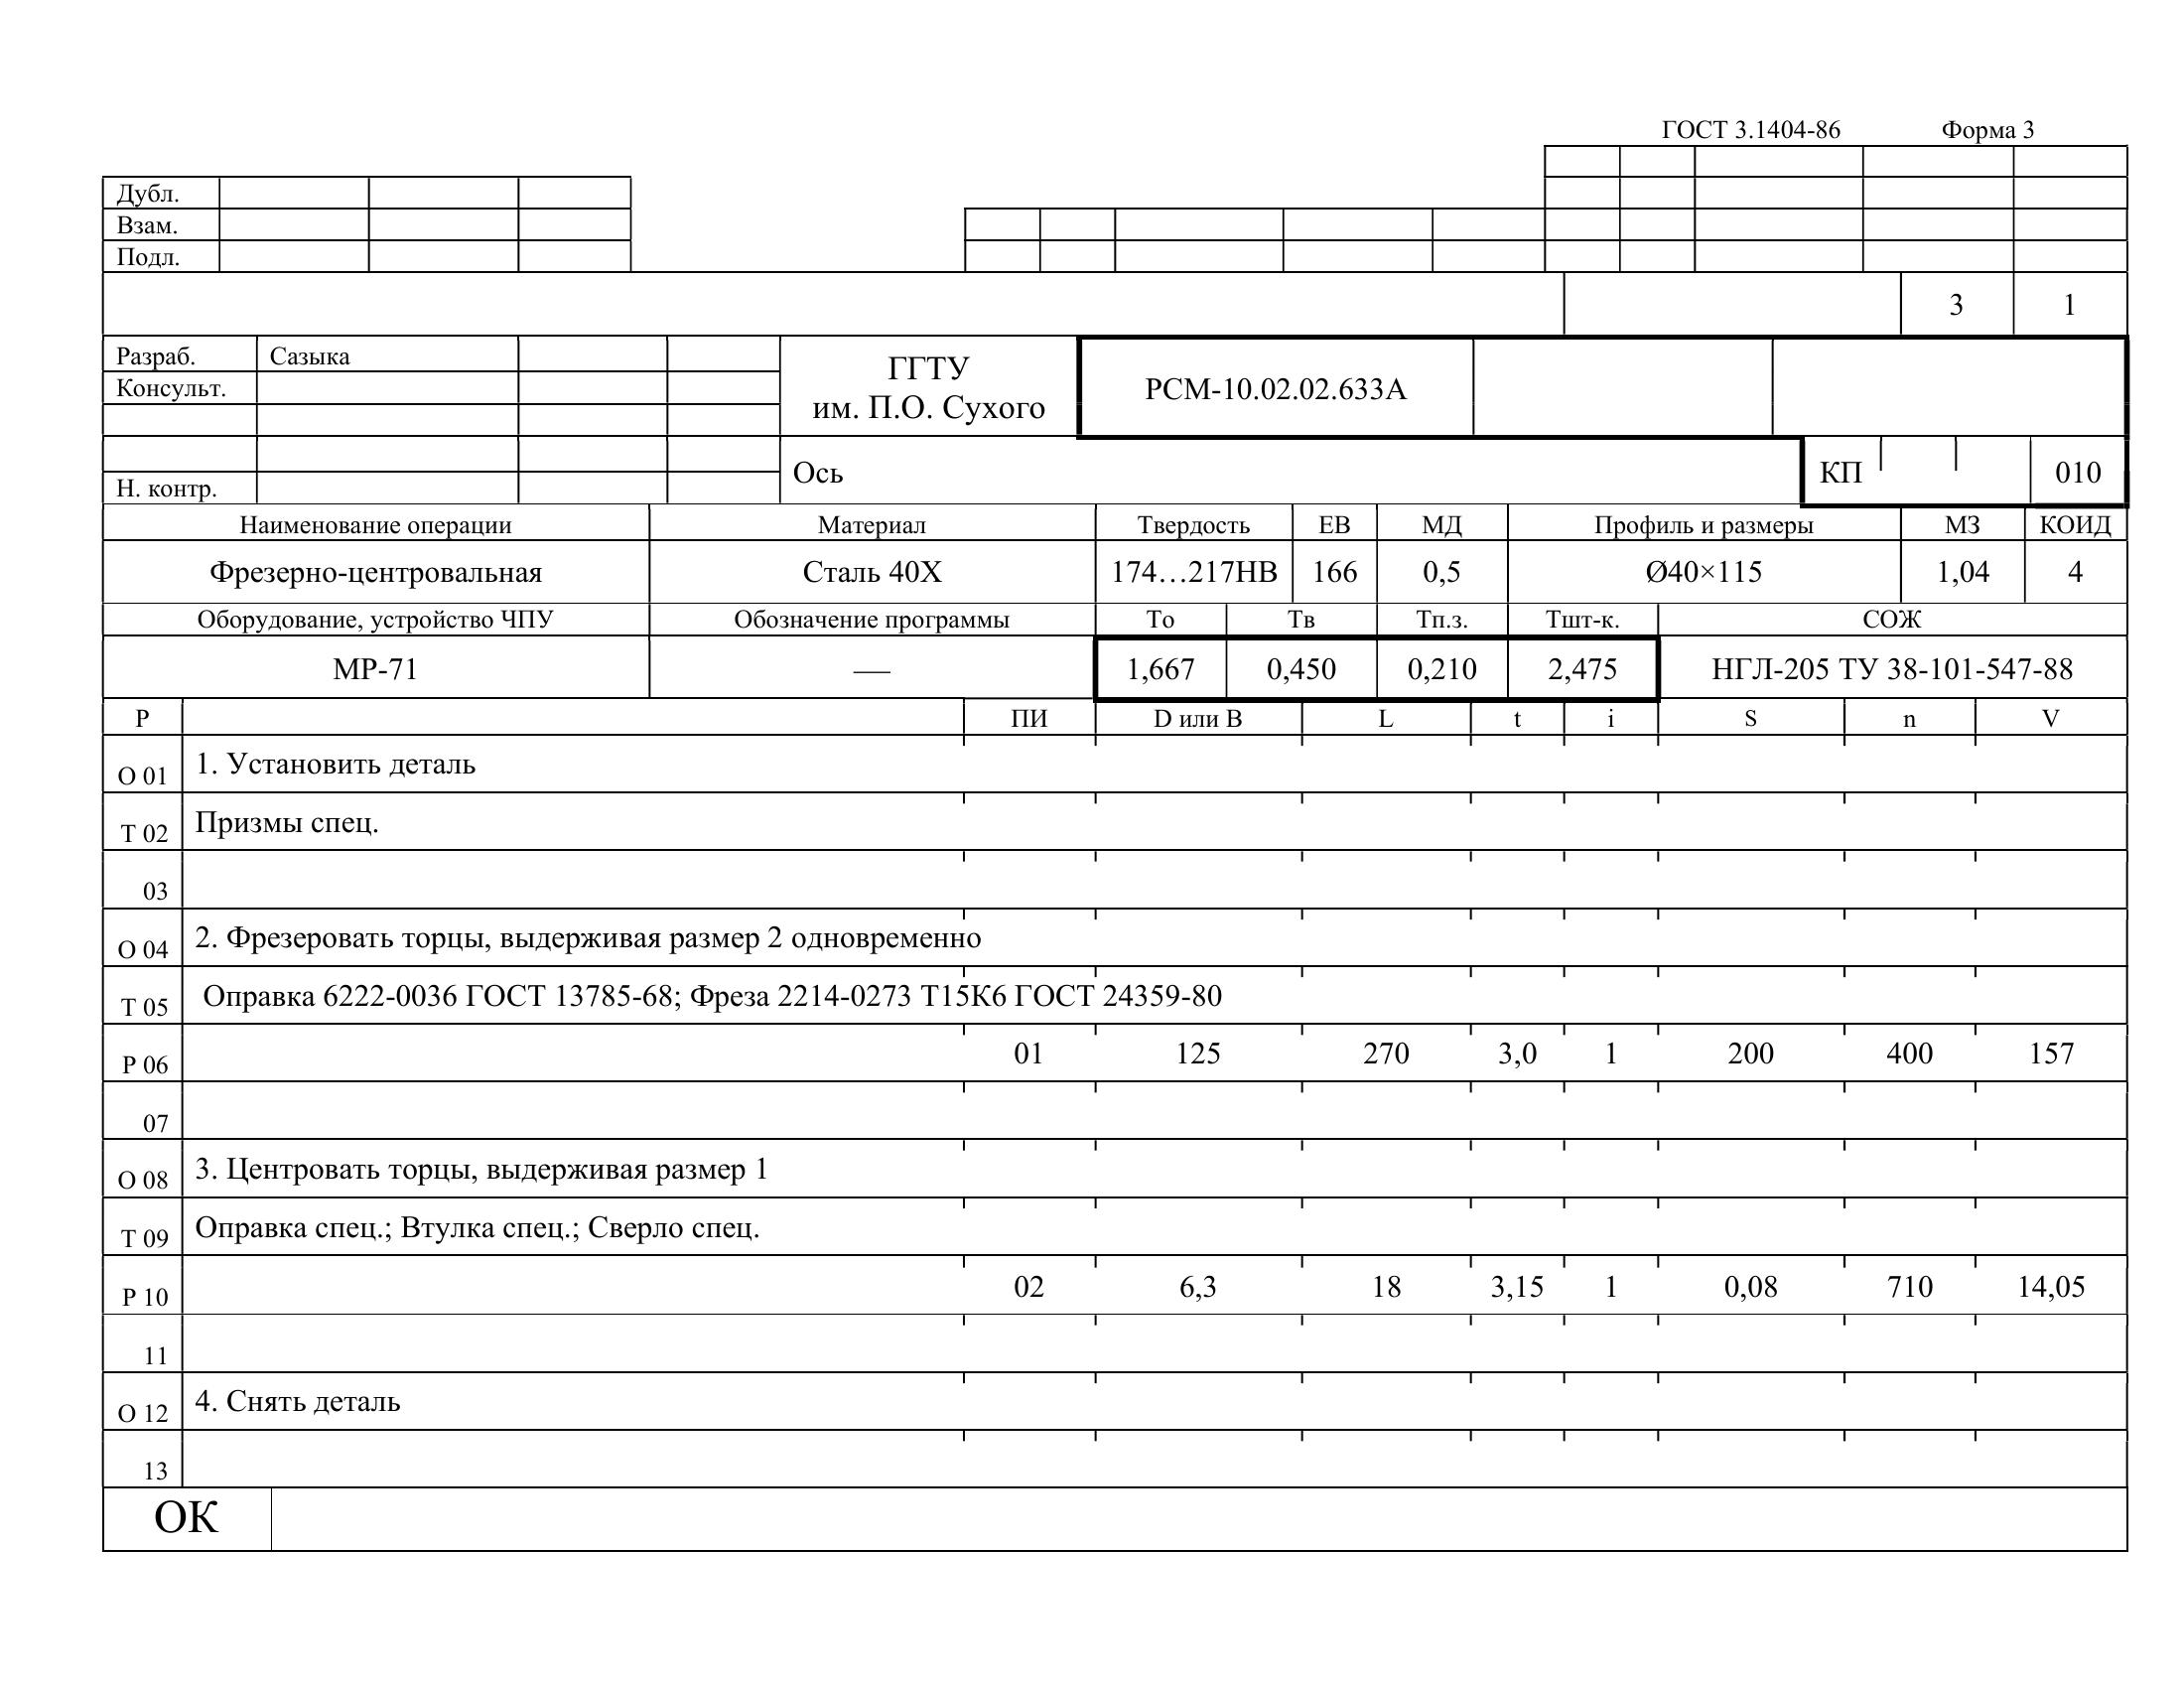 ГОСТ 3.1404-86 Форма 3
Дубл.
Взам.
Подл.
3 1
Разраб. Сазыка
Консульт.
ГГТУ
им. П.О. Сухого
РСМ-10.02.02.633А
Н. контр.
Ось
КП 010
Наименование операции Материал Твердость ЕВ МД Профиль и размеры МЗ КОИД
Фрезерно-центровальная Сталь 40Х 174…217НВ 166 0,5 Ø40×115 1,04 4
Оборудование, устройство ЧПУ Обозначение программы То Тв Тп.з. Тшт-к. СОЖ
МР-71 — 1,667 0,450 0,210 2,475 НГЛ-205 ТУ 38-101-547-88
Р ПИ D или В L t i S n V
О 01 1. Установить деталь
Т 02 Призмы спец.
03
О 04 2. Фрезеровать торцы, выдерживая размер 2 одновременно
Т 05 Оправка 6222-0036 ГОСТ 13785-68; Фреза 2214-0273 Т15К6 ГОСТ 24359-80
Р 06 01 125 270 3,0 1 200 400 157
07
О 08 3. Центровать торцы, выдерживая размер 1
Т 09 Оправка спец.; Втулка спец.; Сверло спец.
Р 10 02 6,3 18 3,15 1 0,08 710 14,05
11
О 12 4. Снять деталь
13
ОК